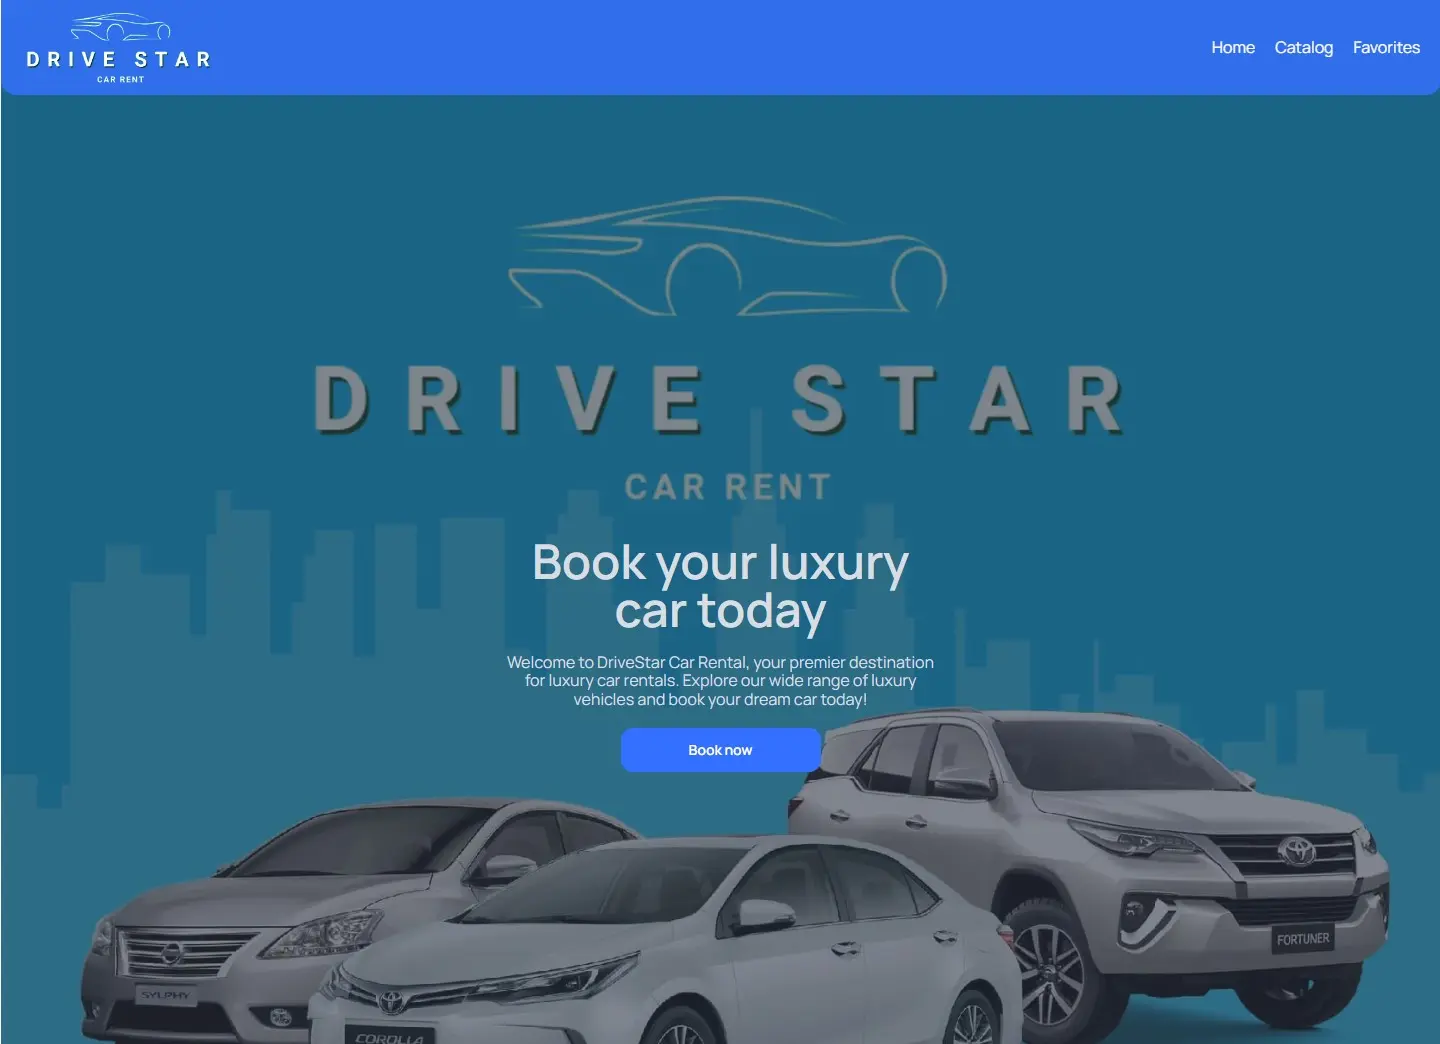 DRIVE STAR
CAR RENT
Home Catalog Favorites
DRIVE STAR
CAR RENT
Book your luxury
car today
Welcome to DriveStar Car Rental, your premier destination
for luxury car rentals. Explore our wide range of luxury
vehicles and book your dream car today!
Book now
FORTUNER
SYLPHY
COROLLA